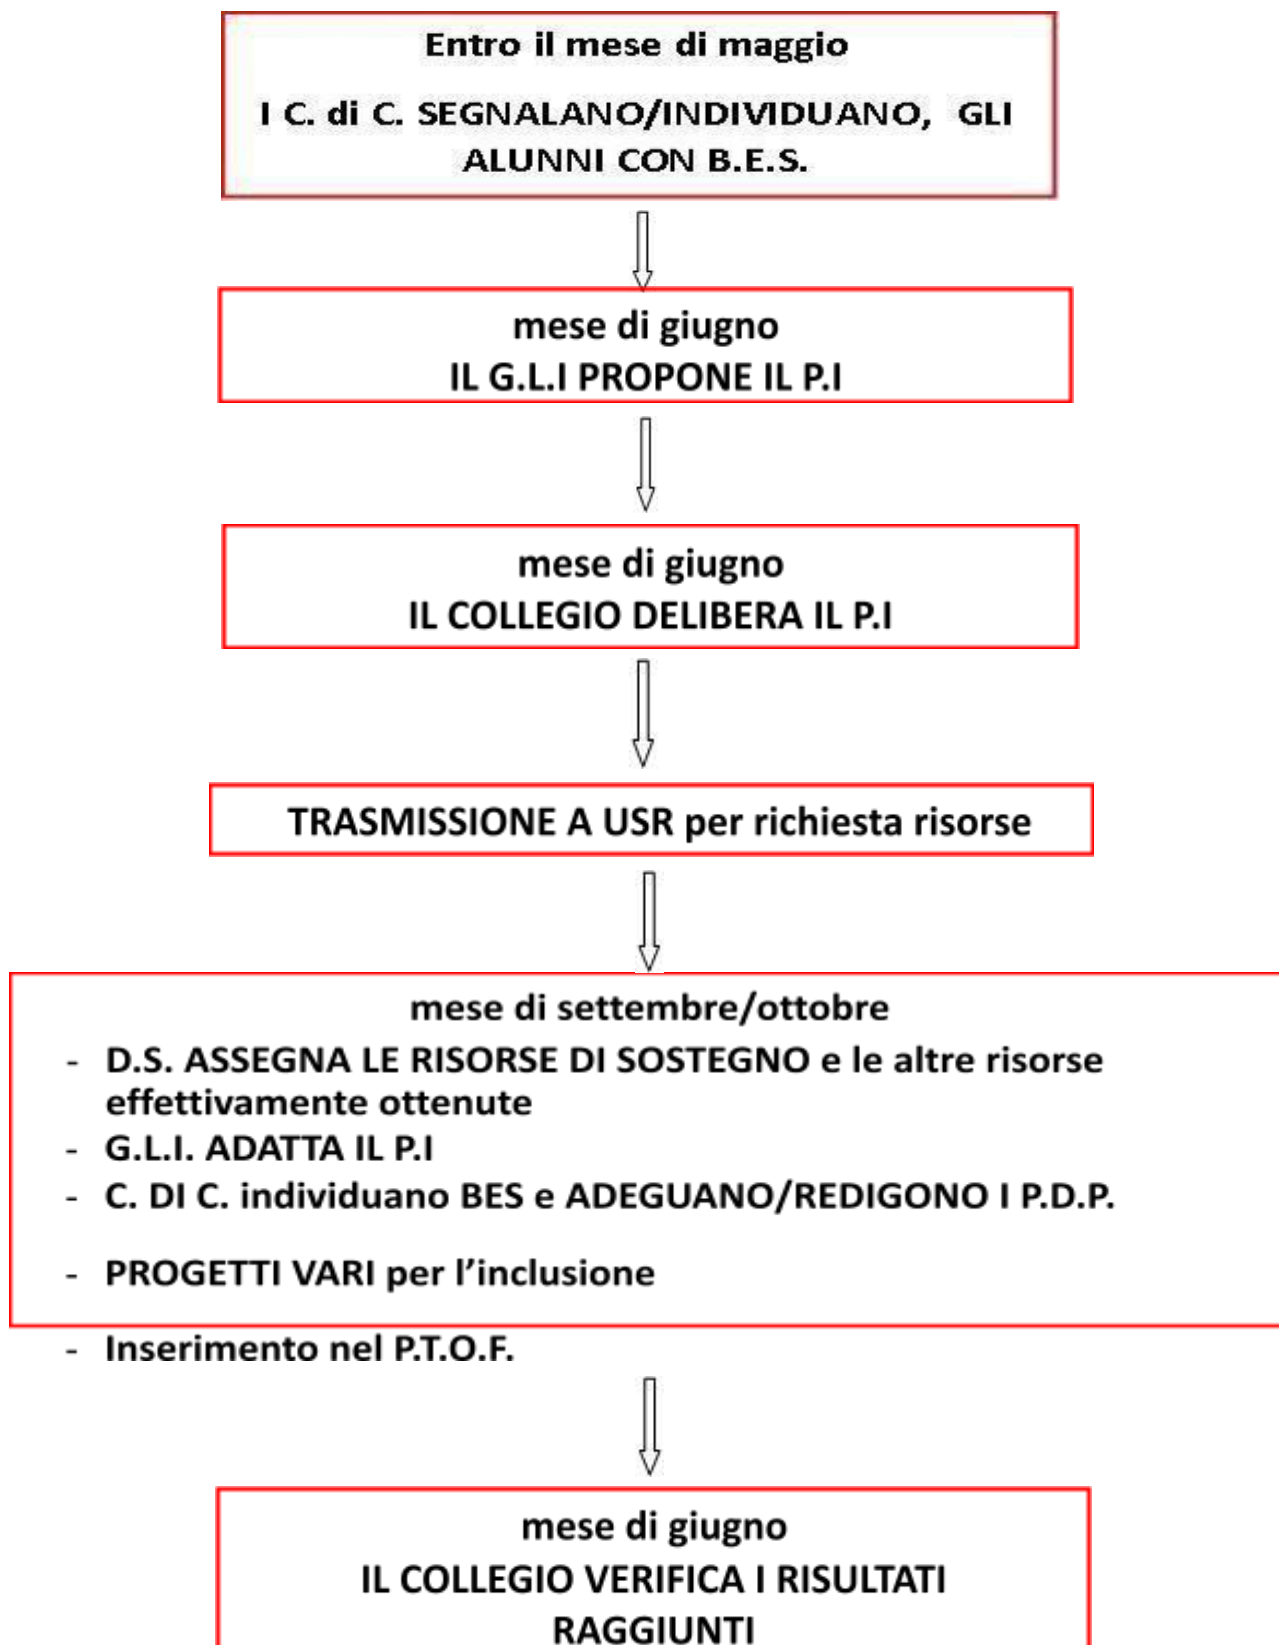 Entro il mese di maggio
I C. di C. SEGNALANO/INDIVIDUANO, GLI
ALUNNI CON B.E.S.
mese di giugno
IL G.L.I PROPONE IL P.I
mese di giugno
IL COLLEGIO DELIBERA IL P.I
TRASMISSIONE A USR per richiesta risorse
mese di settembre/ottobre
- D.S. ASSEGNA LE RISORSE DI SOSTEGNO e le altre risorse
effettivamente ottenute
- G.L.I. ADATTA IL P.I
- C. DI C. individuano BES e ADEGUANO/REDIGONO I P.D.P.
- PROGETTI VARI per l’inclusione
- Inserimento nel P.T.O.F.
mese di giugno
IL COLLEGIO VERIFICA I RISULTATI
RAGGIUNTI